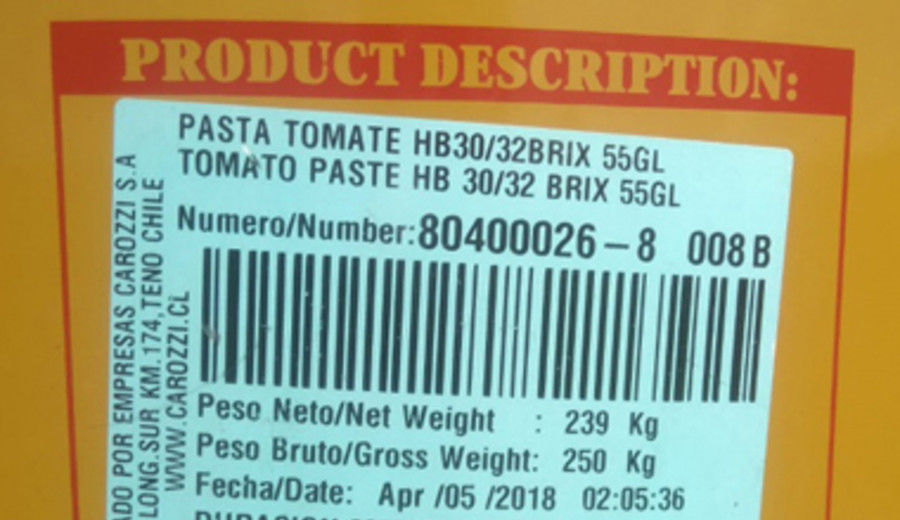 PRODUCT DESCRIPTION:
PASTA TOMATE HB30/32BRIX 55GL
TOMATO PASTE HB 30/32 BRIX 55GL
Numero/Number:80400026-8 008 B
Peso Neto/Net Weight : 239 Kg
Peso Bruto/Gross Weight: 250 Kg
Fecha/Date: Apr /05 /2018 02:05:36
POR EMPRESAS CAROZZI S.A
LONG.SUR KM.174,TENO CHILE
WWW.CAROZZI.CL